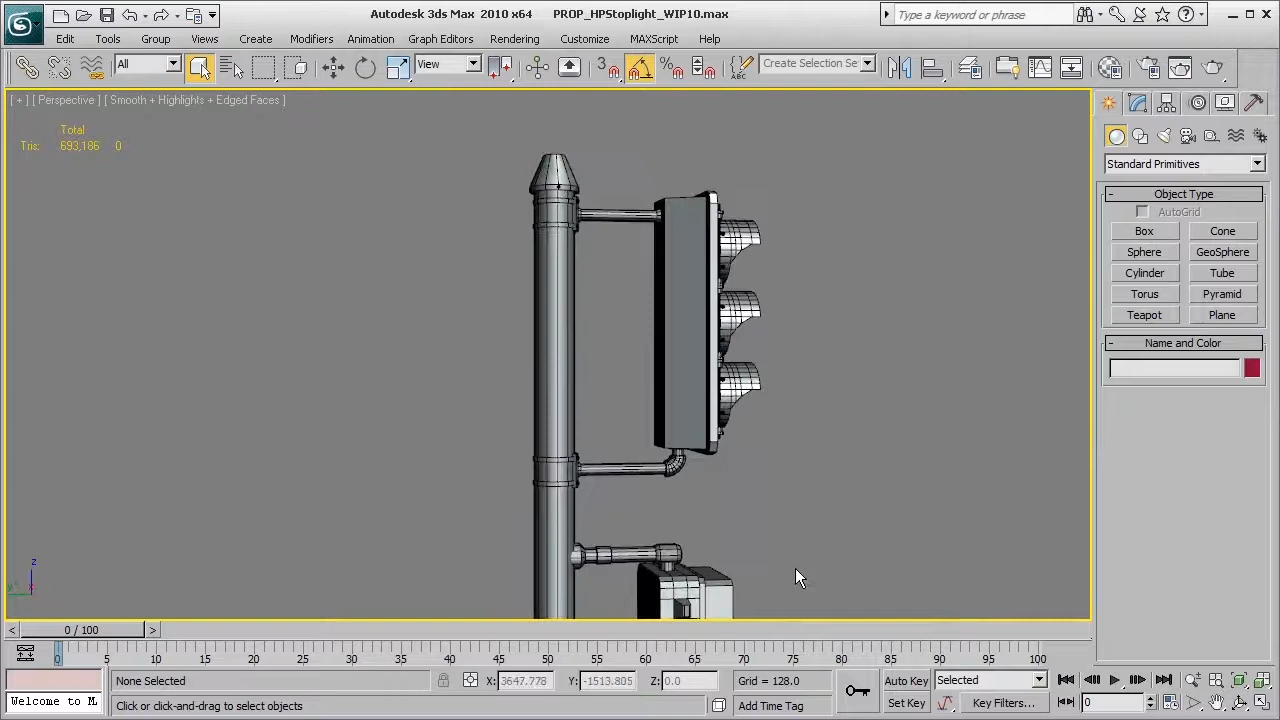 Autodesk 3ds Max 2010 x64 PROP_HPStoplight_WIP10.max
Type a keyword or phrase
Edit Tools Group Views Create Modifiers Animation Graph Editors Rendering Customize MAXScript Help
All View 3 Create Selection Se
[ + ] [ Perspective ] [ Smooth + Highlights + Edged Faces ]
Total
Tris: 693,186 0
Standard Primitives
- Object Type
AutoGrid
Box Cone
Sphere GeoSphere
Cylinder Tube
Torus Pyramid
Teapot Plane
- Name and Color
z
y x
< 0 / 100 >
0 5 10 15 20 25 30 35 40 45 50 55 60 65 70 75 80 85 90 95 100
None Selected X: 3647.778 Y: -1513.805 Z: 0.0 Grid = 128.0 Auto Key Selected
Welcome to M Click or click-and-drag to select objects Add Time Tag Set Key Key Filters... 0